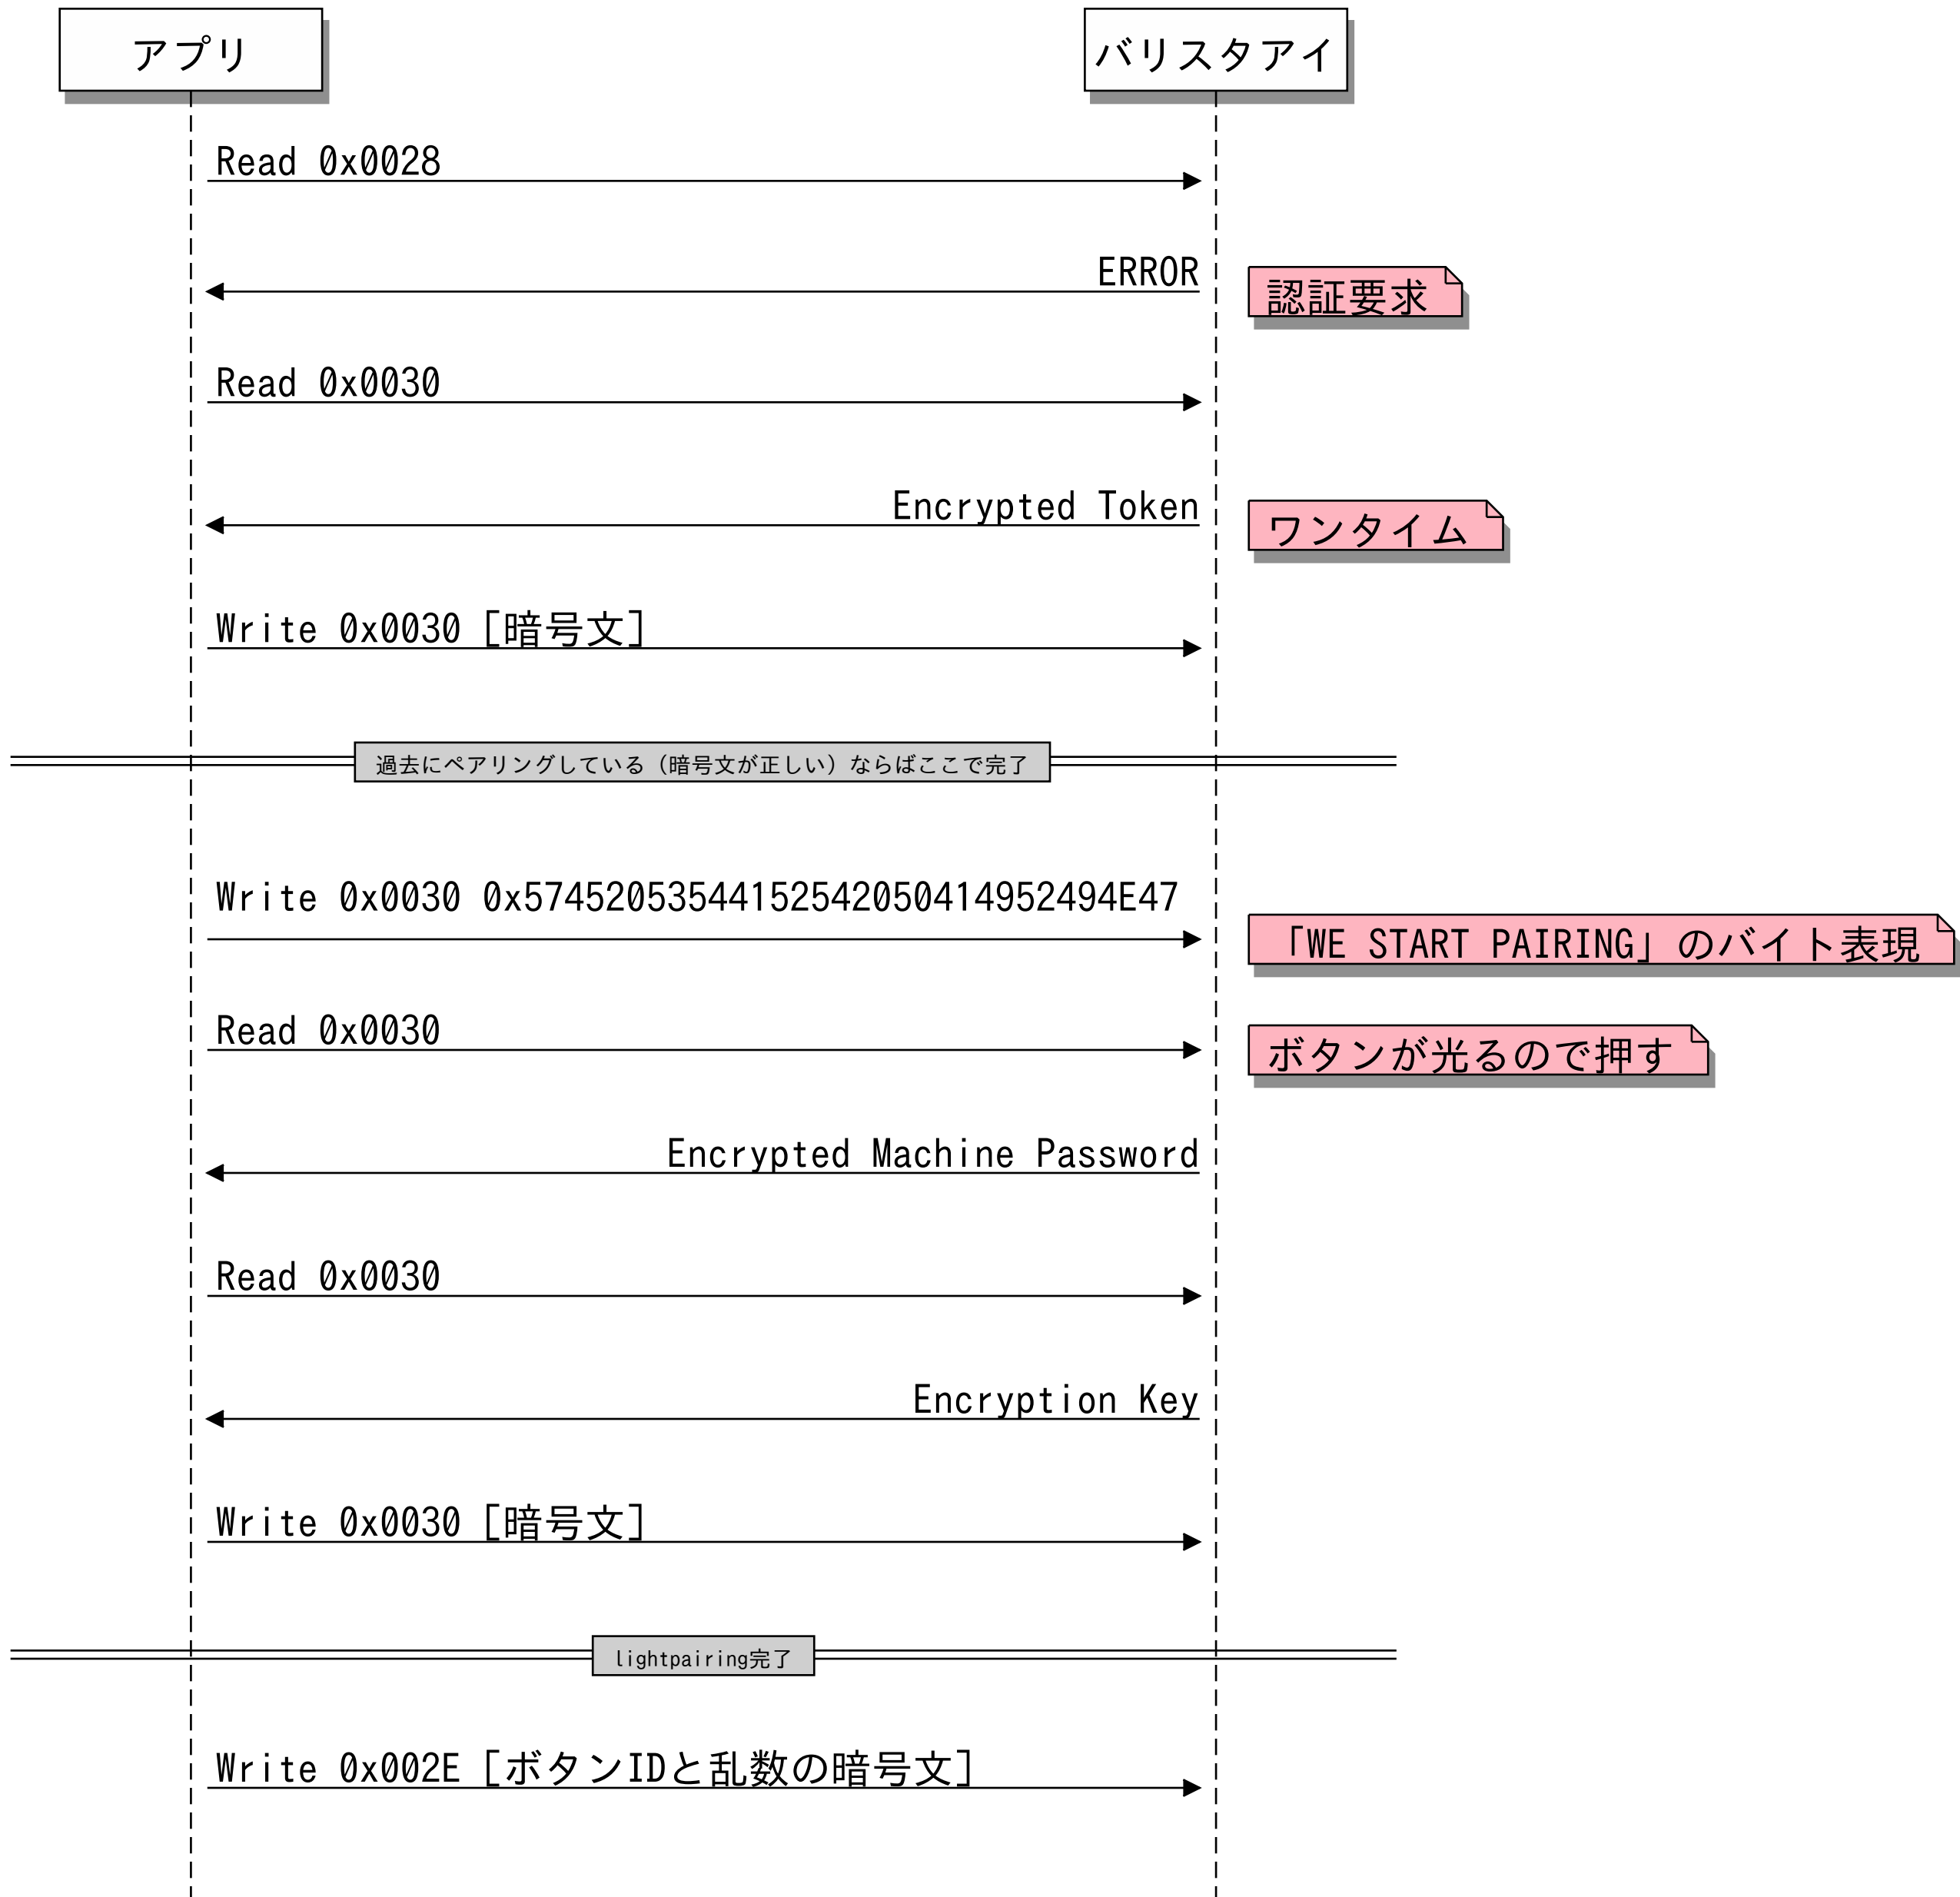 アプリ
バリスタアイ
Read 0x0028
ERROR
認証要求
Read 0x0030
Encrypted Token
ワンタイム
Write 0x0030 [暗号文]
過去にペアリングしている(暗号文が正しい)ならばここで完了
Write 0x0030 0x5745205354415254205041495249​4E47
「WE START PAIRING」のバイト表現
Read 0x0030
ボタンが光るので押す
Encrypted Machine Password
Read 0x0030
Encryption Key
Write 0x0030 [暗号文]
lightpairing完了
Write 0x002E [ボタンIDと乱数の暗号文]